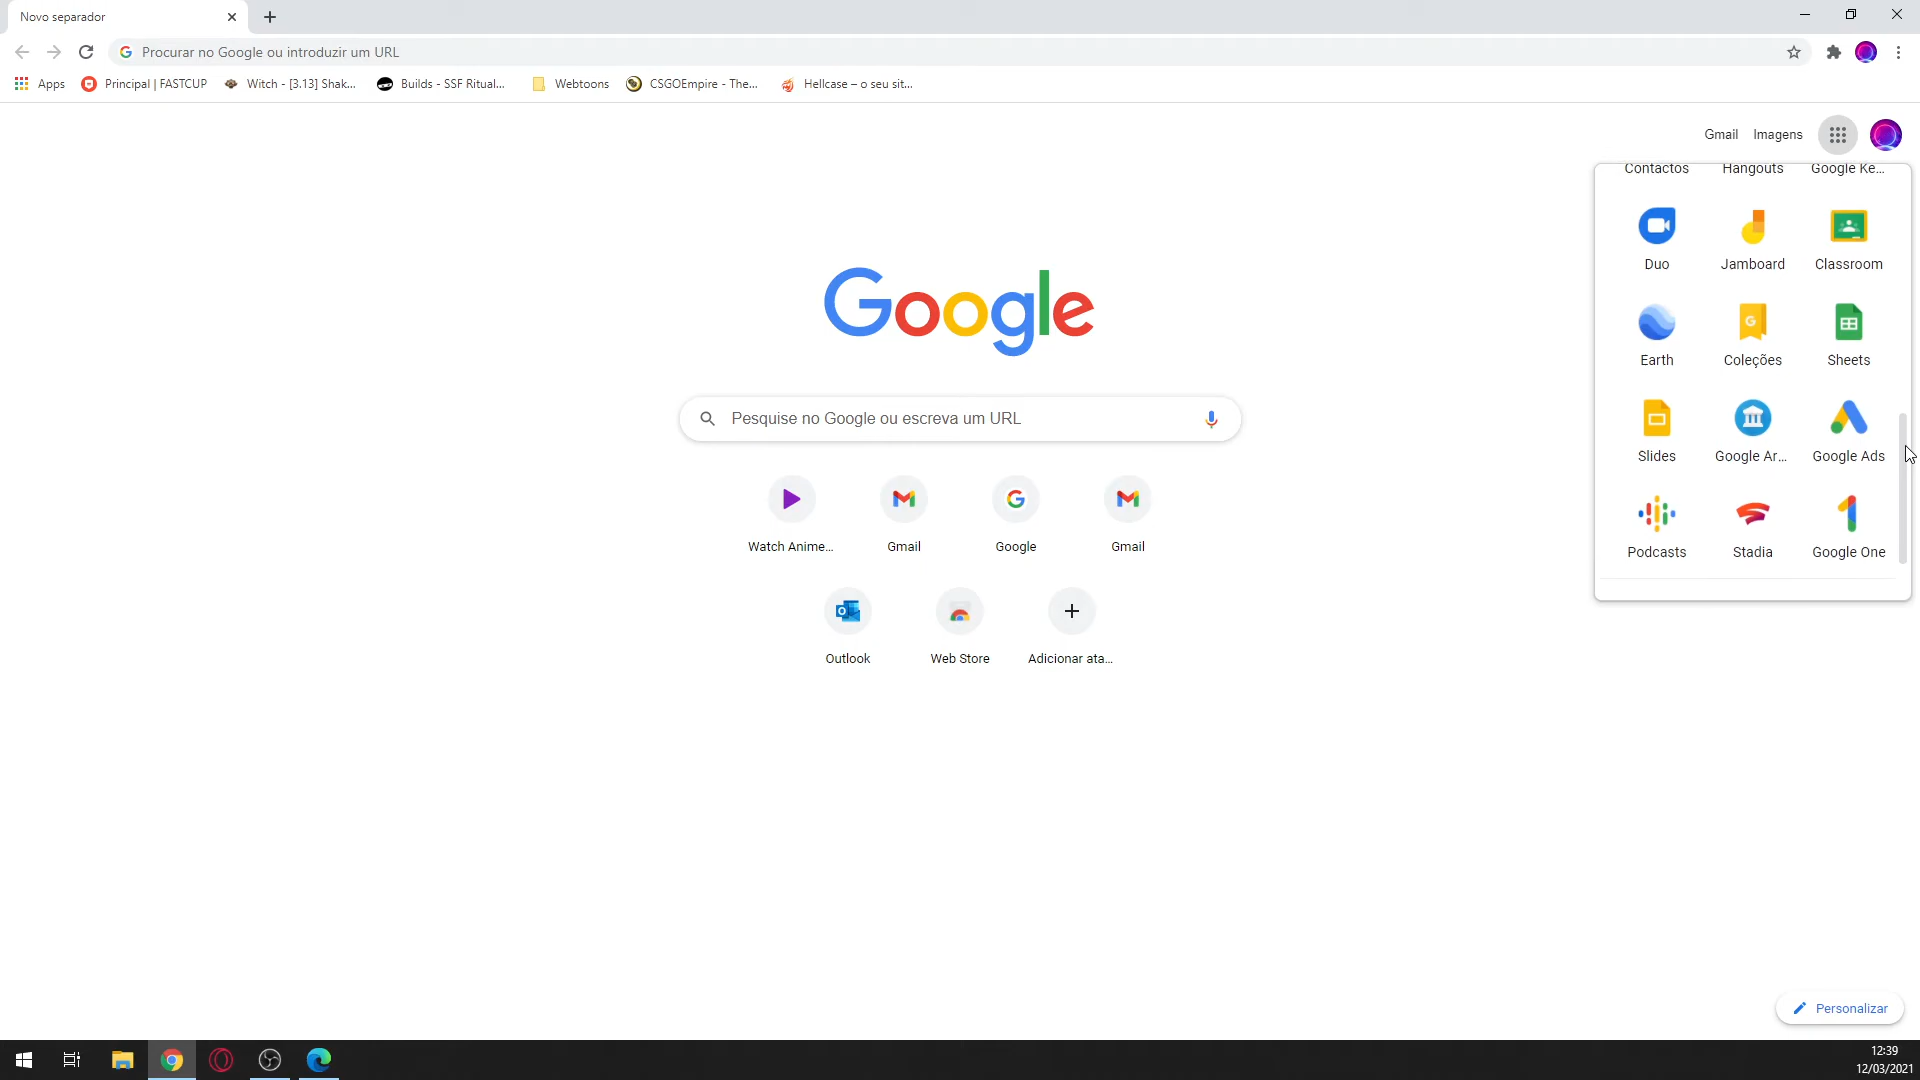 Novo separador
Procurar no Google ou introduzir um URL
Apps
Principal | FASTCUP
Witch - [3.13] Shak...
Builds - SSF Ritual...
Webtoons
CSGOEmpire - The...
Hellcase – o seu sit...
Gmail
Imagens
Contactos
Hangouts
Google Ke...
Duo
Jamboard
Classroom
Earth
Coleções
Sheets
Slides
Google Ar...
Google Ads
Podcasts
Stadia
Google One
Google
Pesquise no Google ou escreva um URL
Watch Anime...
Gmail
Google
Gmail
Outlook
Web Store
Adicionar ata...
Personalizar
12:39
12/03/2021